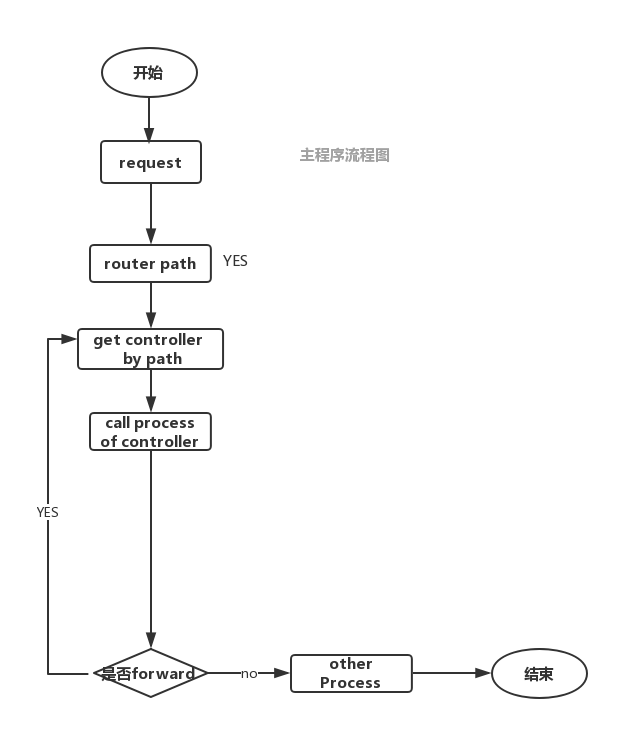 开始
主程序流程图
request
router path
YES
get controller
by path
call process
of controller
YES
是否forward
no
other
Process
结束